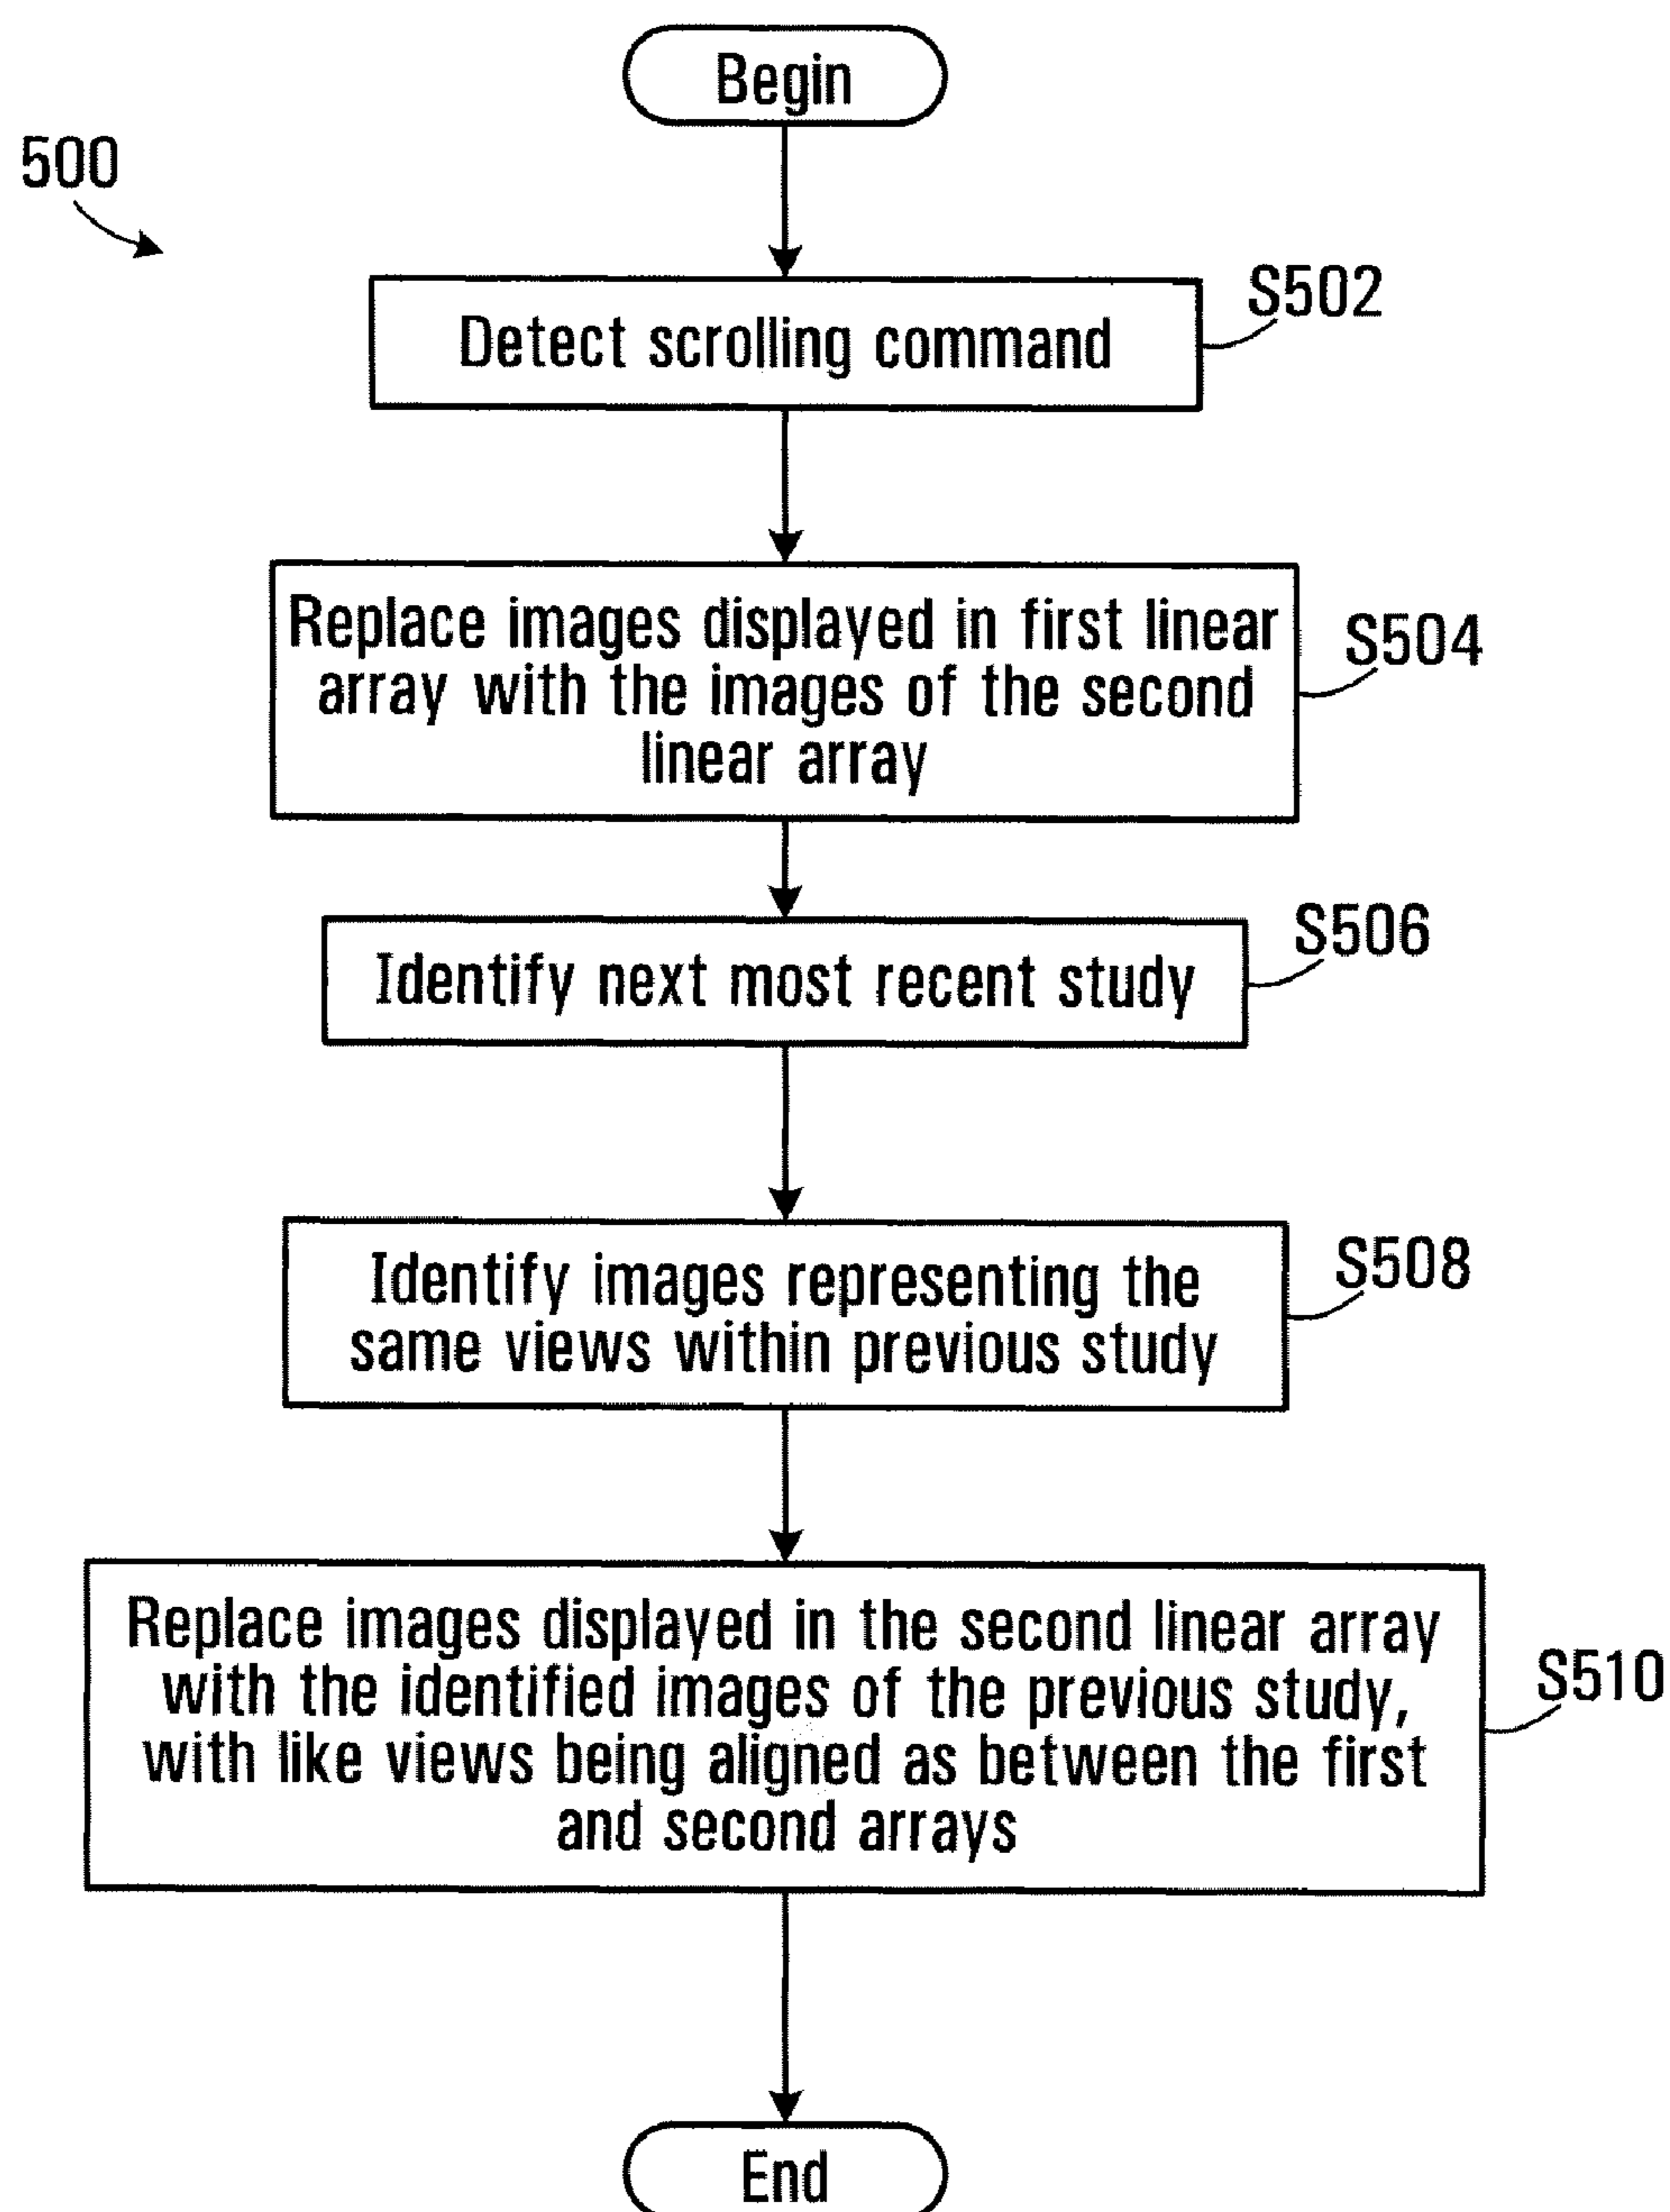 Begin
500
S502
Detect scrolling command
Replace images displayed in first linear
array with the images of the second
linear array
S504
S506
Identify next most recent study
S508
Identify images representing the
same views within previous study
Replace images displayed in the second linear array
with the identified images of the previous study,
with like views being aligned as between the first
and second arrays
S510
End